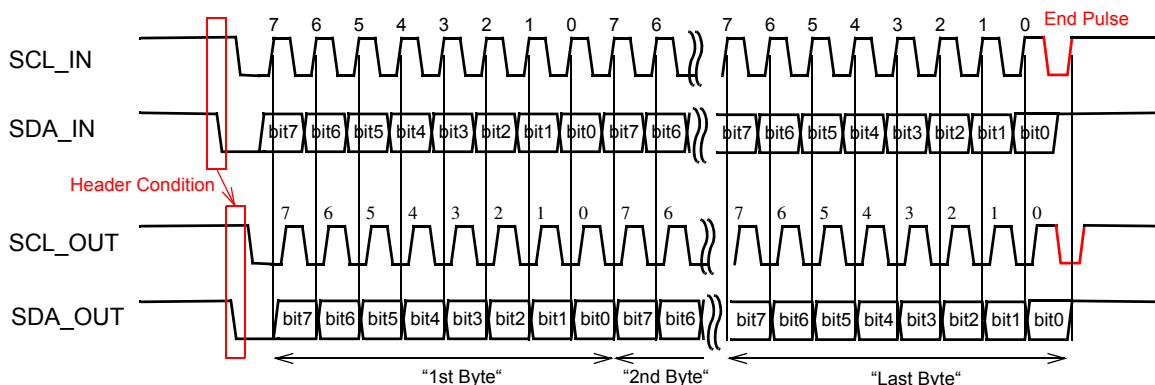 7 6 5 4 3 2 1 0 7 6 7 6 5 4 3 2 1 0 End Pulse
SCL_IN
SDA_IN bit7 bit6 bit5 bit4 bit3 bit2 bit1 bit0 bit7 bit6 bit7 bit6 bit5 bit4 bit3 bit2 bit1 bit0
Header Condition
7 6 5 4 3 2 1 0 7 6 7 6 5 4 3 2 1 0
SCL_OUT
SDA_OUT bit7 bit6 bit5 bit4 bit3 bit2 bit1 bit0 bit7 bit6 bit7 bit6 bit5 bit4 bit3 bit2 bit1 bit0
“1st Byte“ “2nd Byte“ “Last Byte“